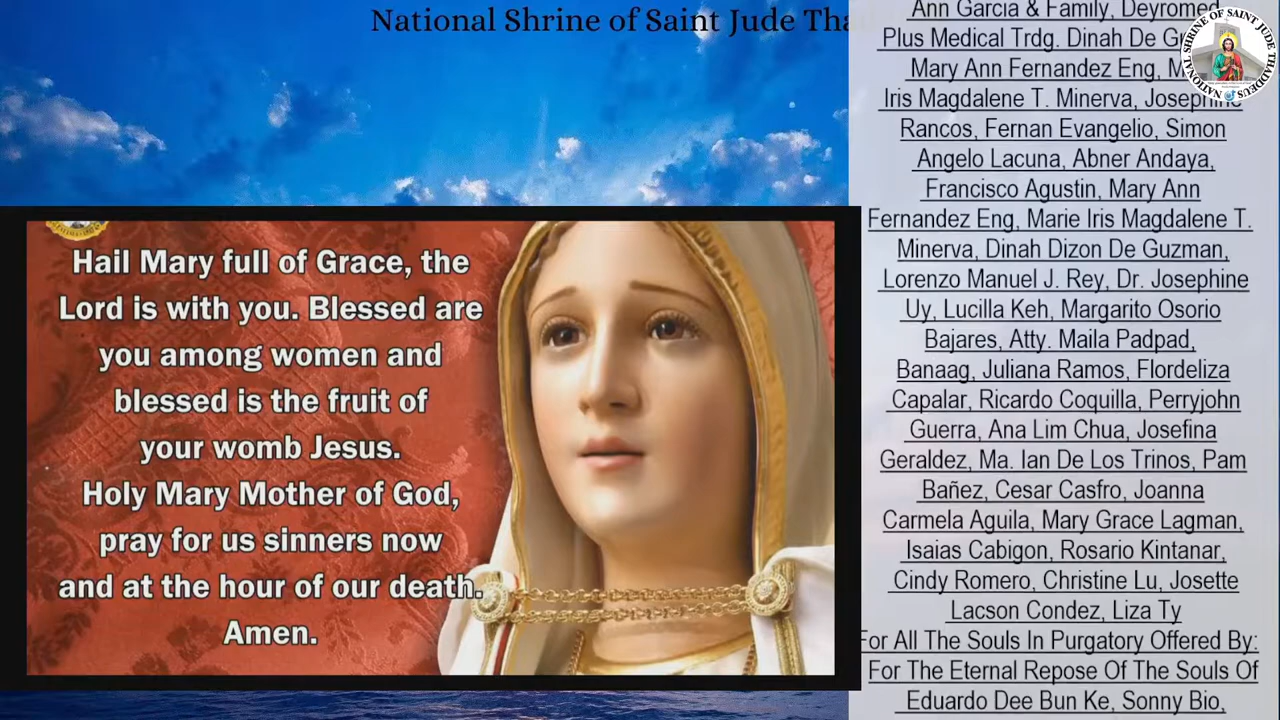 National Shrine of Saint Jude
Hail Mary full of Grace, the
Lord is with you. Blessed are
you among women and
blessed is the fruit of
your womb Jesus.
Holy Mary Mother of God,
pray for us sinners now
and at the hour of our death.
Amen.
Ann Garcia & Family, Deyromed
Plus Medical Trdg. Dinah De
Mary Ann Fernandez Eng,
Iris Magdalene T. Minerva, Josephine
Rancos, Fernan Evangelio, Simon
Angelo Lacuna, Abner Andaya,
Francisco Agustin, Mary Ann
Fernandez Eng, Marie Iris Magdalene T.
Minerva, Dinah Dizon De Guzman,
Lorenzo Manuel J. Rey, Dr. Josephine
Uy, Lucilla Keh, Margarito Osorio
Bajares, Atty. Maila Padpad,
Banaag, Juliana Ramos, Flordeliza
Capalar, Ricardo Coquilla, Perryjohn
Guerra, Ana Lim Chua, Josefina
Geraldez, Ma. Ian De Los Trinos, Pam
Bañez, Cesar Casfro, Joanna
Carmela Aguila, Mary Grace Lagman,
Isaias Cabigon, Rosario Kintanar,
Cindy Romero, Christine Lu, Josette
Lacson Condez, Liza Ty
For All The Souls In Purgatory Offered By:
For The Eternal Repose Of The Souls Of
Eduardo Dee Bun Ke, Sonny Bio,
NATIONAL SHRINE OF SAINT JUDE THADDEUS